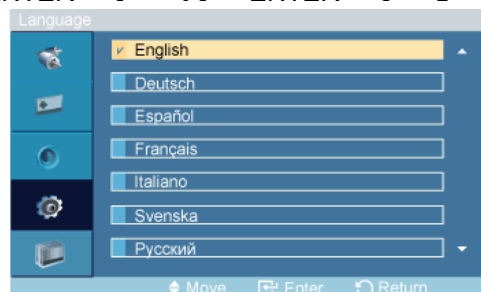 Language
English
Deutsch
Español
Français
Italiano
Svenska
Русский
Move Enter Return